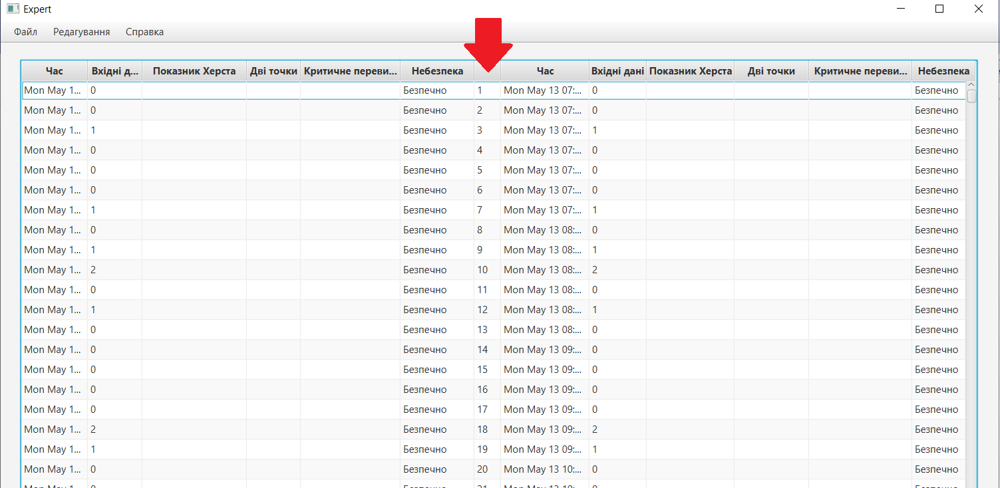 Expert
Файл Редагування Справка
Час Вхідні д... Показник Херста Дві точки Критичне переви... Небезпека Час Вхідні дані Показник Херста Дві точки Критичне переви... Небезпека
Mon May 1... 0 Безпечно 1 Mon May 13 07:... 0 Безпечно
Mon May 1... 0 Безпечно 2 Mon May 13 07:... 0 Безпечно
Mon May 1... 1 Безпечно 3 Mon May 13 07:... 1 Безпечно
Mon May 1... 0 Безпечно 4 Mon May 13 07:... 0 Безпечно
Mon May 1... 0 Безпечно 5 Mon May 13 07:... 0 Безпечно
Mon May 1... 0 Безпечно 6 Mon May 13 07:... 0 Безпечно
Mon May 1... 1 Безпечно 7 Mon May 13 07:... 1 Безпечно
Mon May 1... 0 Безпечно 8 Mon May 13 08:... 0 Безпечно
Mon May 1... 1 Безпечно 9 Mon May 13 08:... 1 Безпечно
Mon May 1... 2 Безпечно 10 Mon May 13 08:... 2 Безпечно
Mon May 1... 0 Безпечно 11 Mon May 13 08:... 0 Безпечно
Mon May 1... 1 Безпечно 12 Mon May 13 08:... 1 Безпечно
Mon May 1... 0 Безпечно 13 Mon May 13 08:... 0 Безпечно
Mon May 1... 0 Безпечно 14 Mon May 13 09:... 0 Безпечно
Mon May 1... 0 Безпечно 15 Mon May 13 09:... 0 Безпечно
Mon May 1... 0 Безпечно 16 Mon May 13 09:... 0 Безпечно
Mon May 1... 0 Безпечно 17 Mon May 13 09:... 0 Безпечно
Mon May 1... 2 Безпечно 18 Mon May 13 09:... 2 Безпечно
Mon May 1... 1 Безпечно 19 Mon May 13 09:... 1 Безпечно
Mon May 1... 0 Безпечно 20 Mon May 13 10:... 0 Безпечно